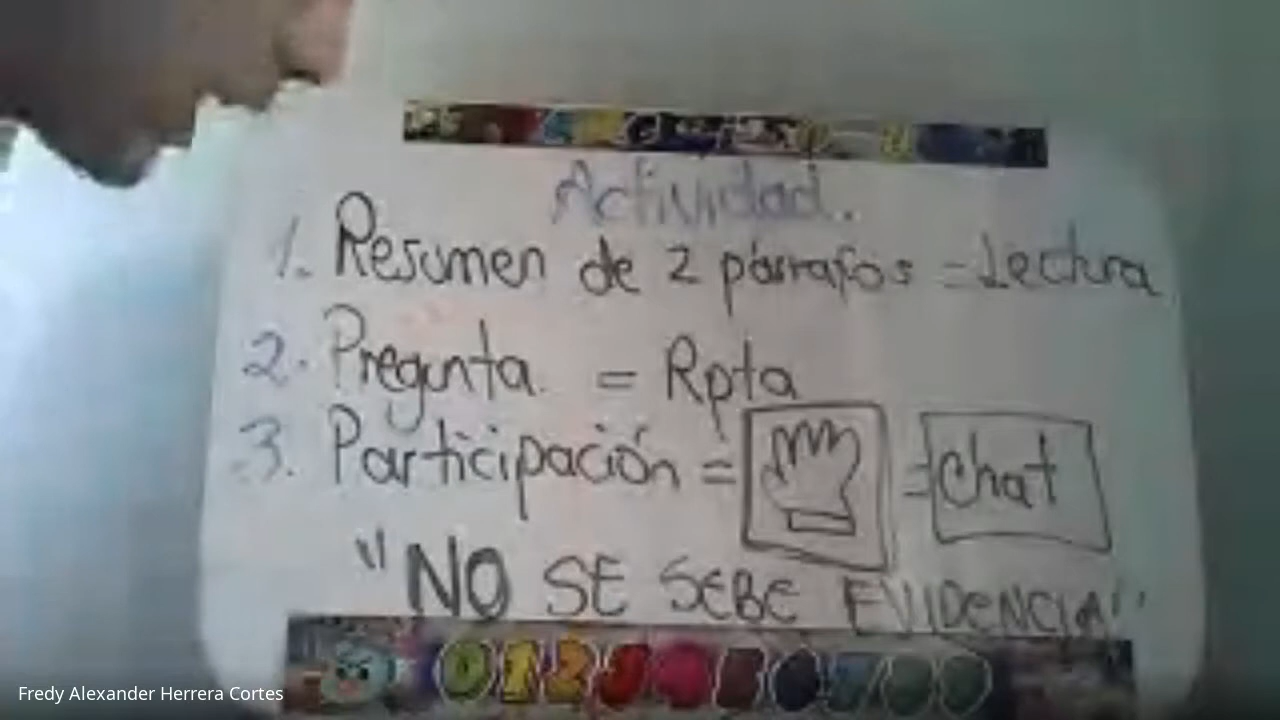 Actividad.
1. Resumen de 2 párrafos = Lectura
2. Pregunta. = Rpta
3. Participación = = Chat
"NO SE SEBE EVIDENCIA"
Fredy Alexander Herrera Cortes